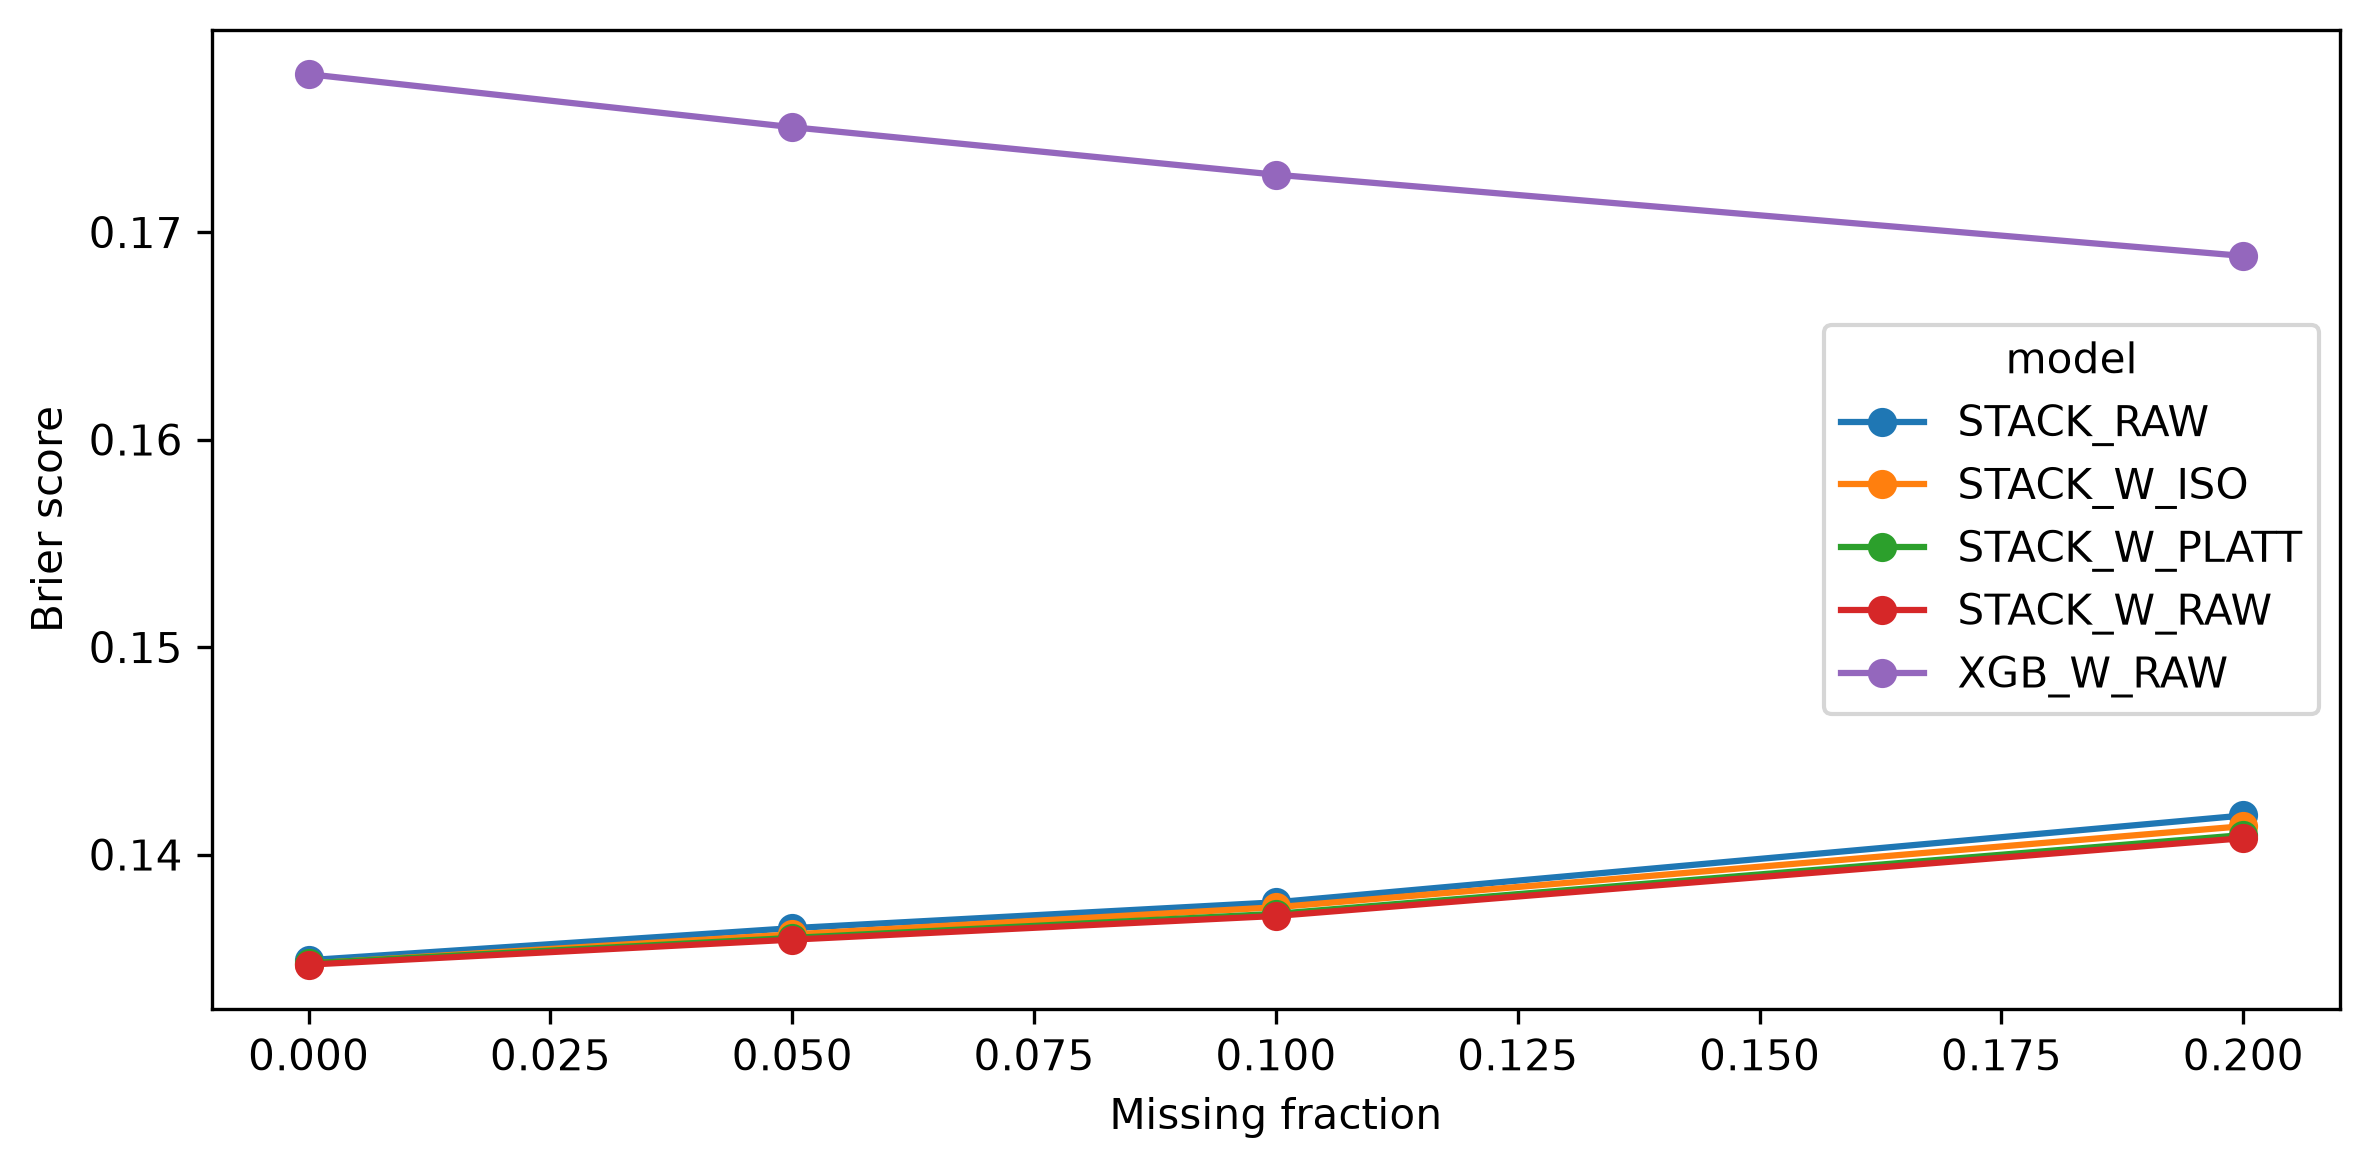 Brier score
0.17
0.16
0.15
0.14
model
STACK_RAW
STACK_W_ISO
STACK_W_PLATT
STACK_W_RAW
XGB_W_RAW
0.000 0.025 0.050 0.075 0.100 0.125 0.150 0.175 0.200
Missing fraction